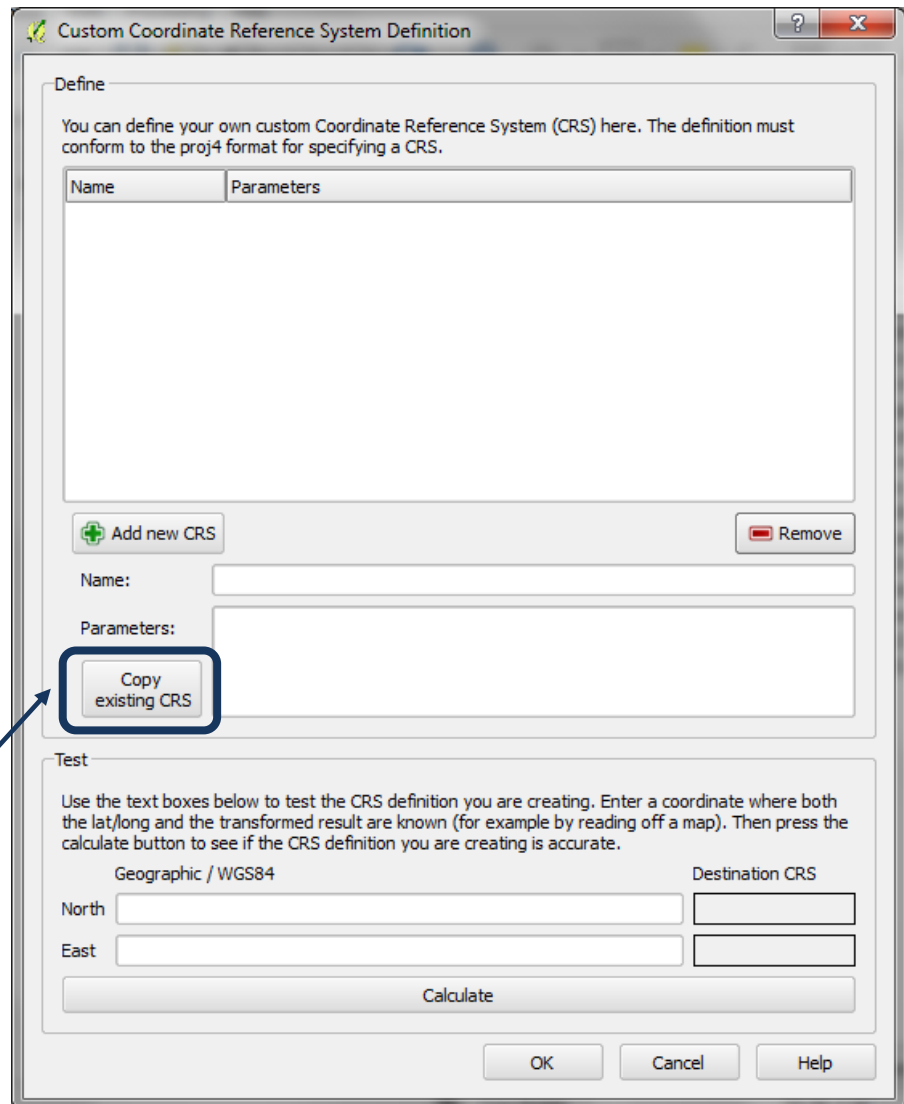 Custom Coordinate Reference System Definition
?
X
Define
You can define your own custom Coordinate Reference System (CRS) here. The definition must
conform to the proj4 format for specifying a CRS.
Name
Parameters
Add new CRS
Remove
Name:
Parameters:
Copy
existing CRS
Test
Use the text boxes below to test the CRS definition you are creating. Enter a coordinate where both
the lat/long and the transformed result are known (for example by reading off a map). Then press the
calculate button to see if the CRS definition you are creating is accurate.
Geographic / WGS84
Destination CRS
North
East
Calculate
OK
Cancel
Help